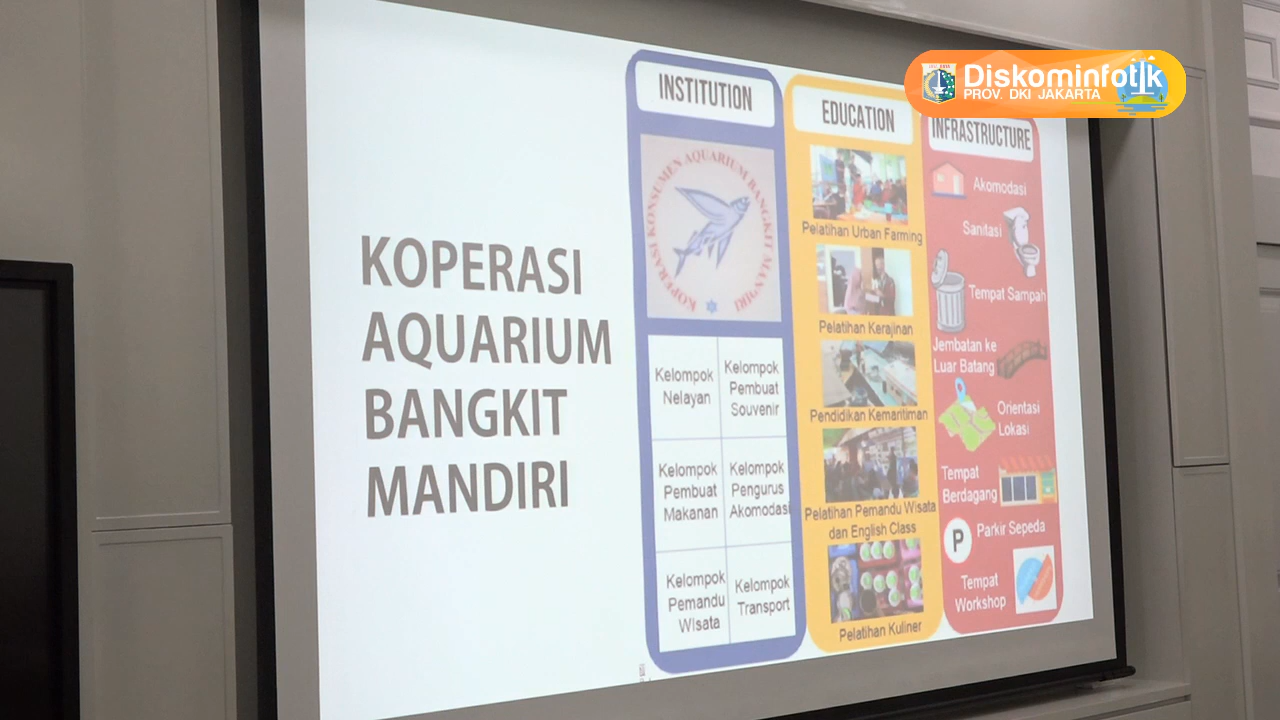 Diskominfotik
PROV. DKI JAKARTA
KOPERASI
AQUARIUM
BANGKIT
MANDIRI
INSTITUTION
KOPERASI KONSUMEN AQUARIUM BANGKIT MANDIRI
Kelompok
Nelayan
Kelompok
Pembuat
Souvenir
Kelompok
Pembuat
Makanan
Kelompok
Pengurus
Akomodasi
Kelompok
Pemandu
Wisata
Kelompok
Transport
EDUCATION
Pelatihan Urban Farming
Pelatihan Kerajinan
Pendidikan Kemaritiman
Pelatihan Pemandu Wisata
dan English Class
Pelatihan Kuliner
INFRASTRUCTURE
Akomodasi
Sanitasi
Tempat Sampah
Jembatan ke
Luar Batang
Orientasi
Lokasi
Tempat
Berdagang
P
Parkir Sepeda
Tempat
Workshop